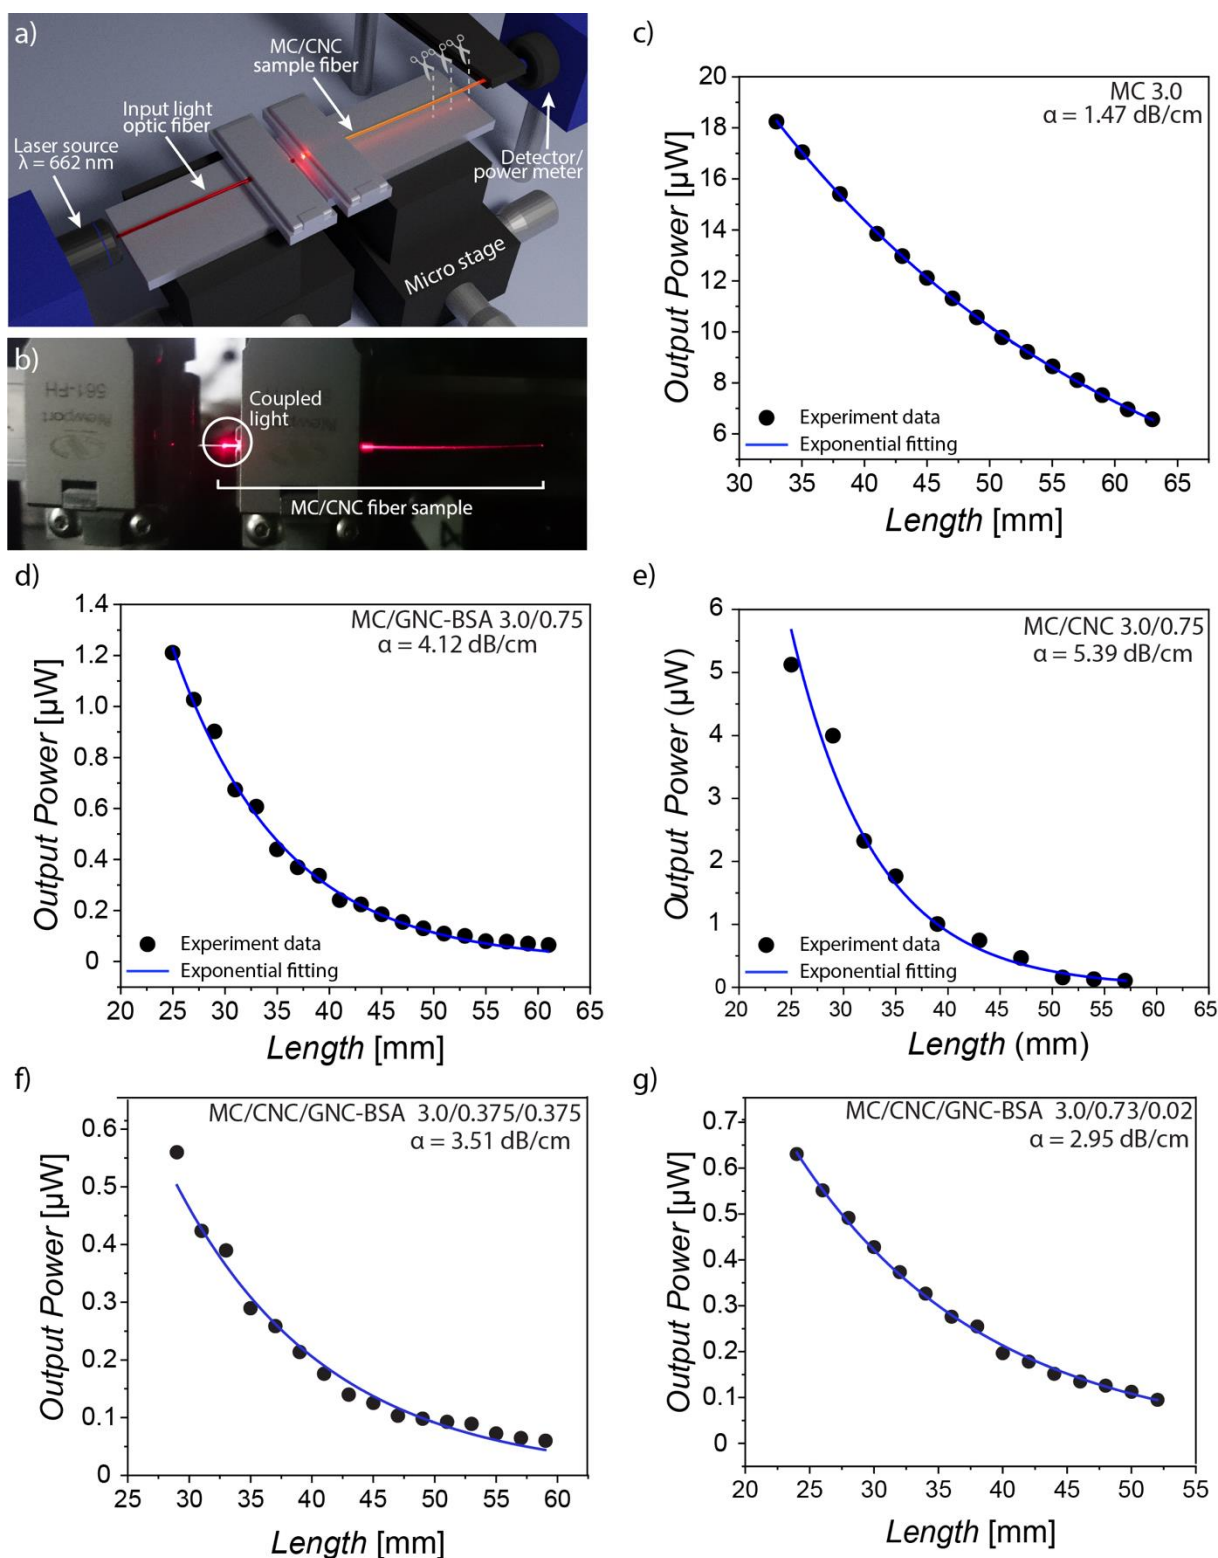 a)
MC/CNC
sample fiber
Input light
optic fiber
Laser source
λ = 662 nm
Detector/
power meter
Micro stage
b)
Coupled
light
MC/CNC fiber sample
561-FH
Newport
c)
MC 3.0
α = 1.47 dB/cm
Output Power [µW]
20
18
16
14
12
10
8
6
Experiment data
Exponential fitting
30 35 40 45 50 55 60 65
Length [mm]
d)
MC/GNC-BSA 3.0/0.75
α = 4.12 dB/cm
Output Power [µW]
1.4
1.2
1.0
0.8
0.6
0.4
0.2
0
Experiment data
Exponential fitting
20 25 30 35 40 45 50 55 60 65
Length [mm]
e)
MC/CNC 3.0/0.75
α = 5.39 dB/cm
Output Power (µW)
6
5
4
3
2
1
0
Experiment data
Exponential fitting
20 25 30 35 40 45 50 55 60 65
Length (mm)
f)
MC/CNC/GNC-BSA 3.0/0.375/0.375
α = 3.51 dB/cm
Output Power [µW]
0.6
0.5
0.4
0.3
0.2
0.1
0
25 30 35 40 45 50 55 60
Length [mm]
g)
MC/CNC/GNC-BSA 3.0/0.73/0.02
α = 2.95 dB/cm
Output Power [µW]
0.7
0.6
0.5
0.4
0.3
0.2
0.1
0
20 25 30 35 40 45 50 55
Length [mm]